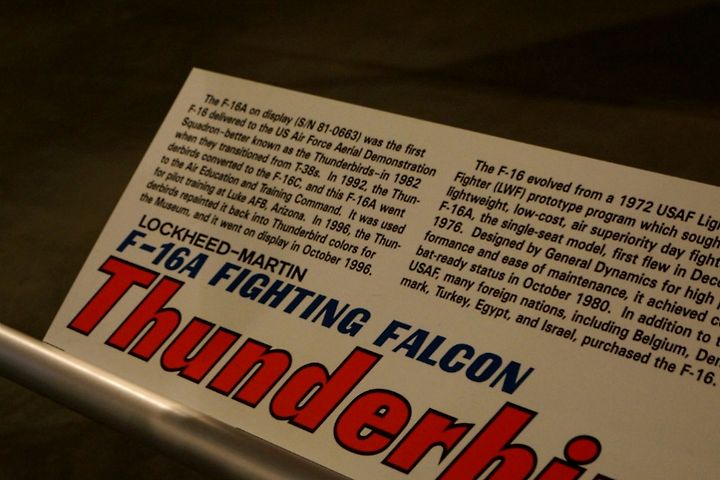 The F-16A on display (S/N 81-0663) was the first
F-16 delivered to the US Air Force Aerial Demonstration
Squadron-better known as the Thunderbirds-in 1982
when they transitioned from T-38s. In 1992, the Thun-
derbirds converted to the F-16C, and this F-16A went
to the Air Education and Training Command. It was used
for pilot training at Luke AFB, Arizona. In 1996, the Thun-
derbirds repainted it back into Thunderbird colors for
the Museum, and it went on display in October 1996.
The F-16 evolved from a 1972 USAF Lig
Fighter (LWF) prototype program which sough
lightweight, low-cost, air superiority day fight
F-16A, the single-seat model, first flew in Dec
1976. Designed by General Dynamics for high
formance and ease of maintenance, it achieved c
bat-ready status in October 1980. In addition to t
USAF, many foreign nations, including Belgium, Den
mark, Turkey, Egypt, and Israel, purchased the F-16.
LOCKHEED-MARTIN
F-16A FIGHTING FALCON
Thunderbi